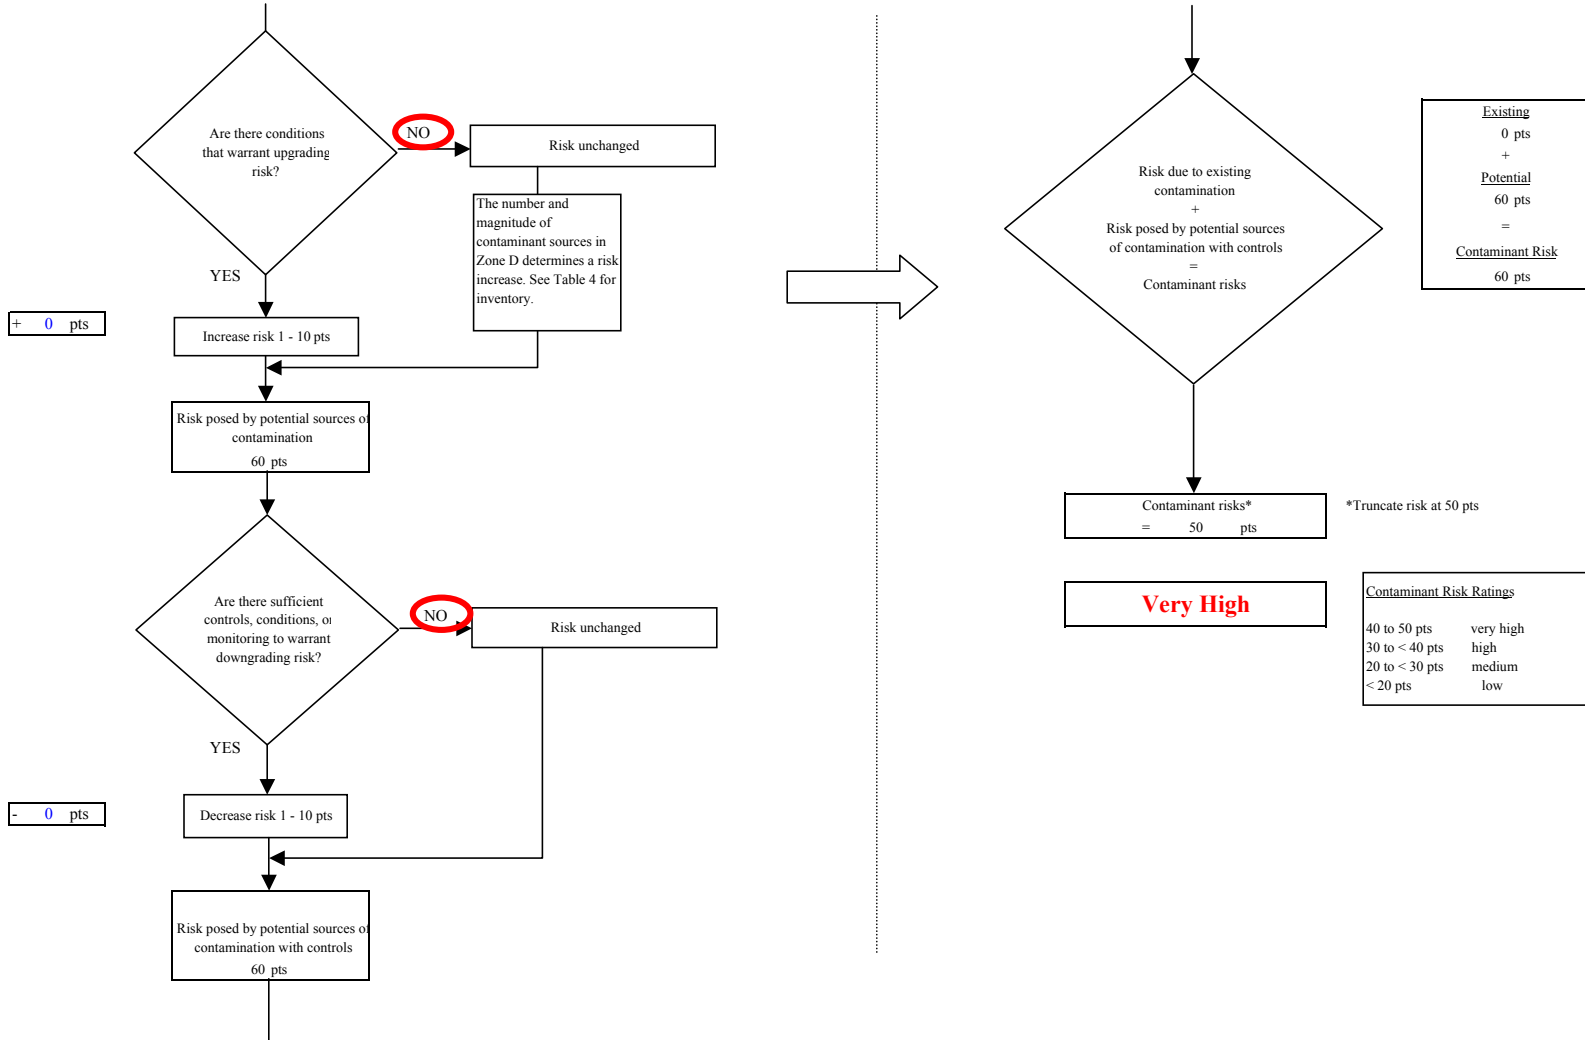 Are there conditions
that warrant upgrading
risk?
NO
Risk unchanged
The number and
magnitude of
contaminant sources in
Zone D determines a risk
increase. See Table 4 for
inventory.
YES
+ 0 pts
Increase risk 1 - 10 pts
Risk posed by potential sources of
contamination
60 pts
Are there sufficient
controls, conditions, or
monitoring to warrant
downgrading risk?
NO
Risk unchanged
YES
- 0 pts
Decrease risk 1 - 10 pts
Risk posed by potential sources of
contamination with controls
60 pts
Risk due to existing
contamination
+
Risk posed by potential sources
of contamination with controls
=
Contaminant risks
Existing
0 pts
+
Potential
60 pts
=
Contaminant Risk
60 pts
Contaminant risks*
= 50 pts
*Truncate risk at 50 pts
Very High
Contaminant Risk Ratings
40 to 50 pts very high
30 to < 40 pts high
20 to < 30 pts medium
< 20 pts low